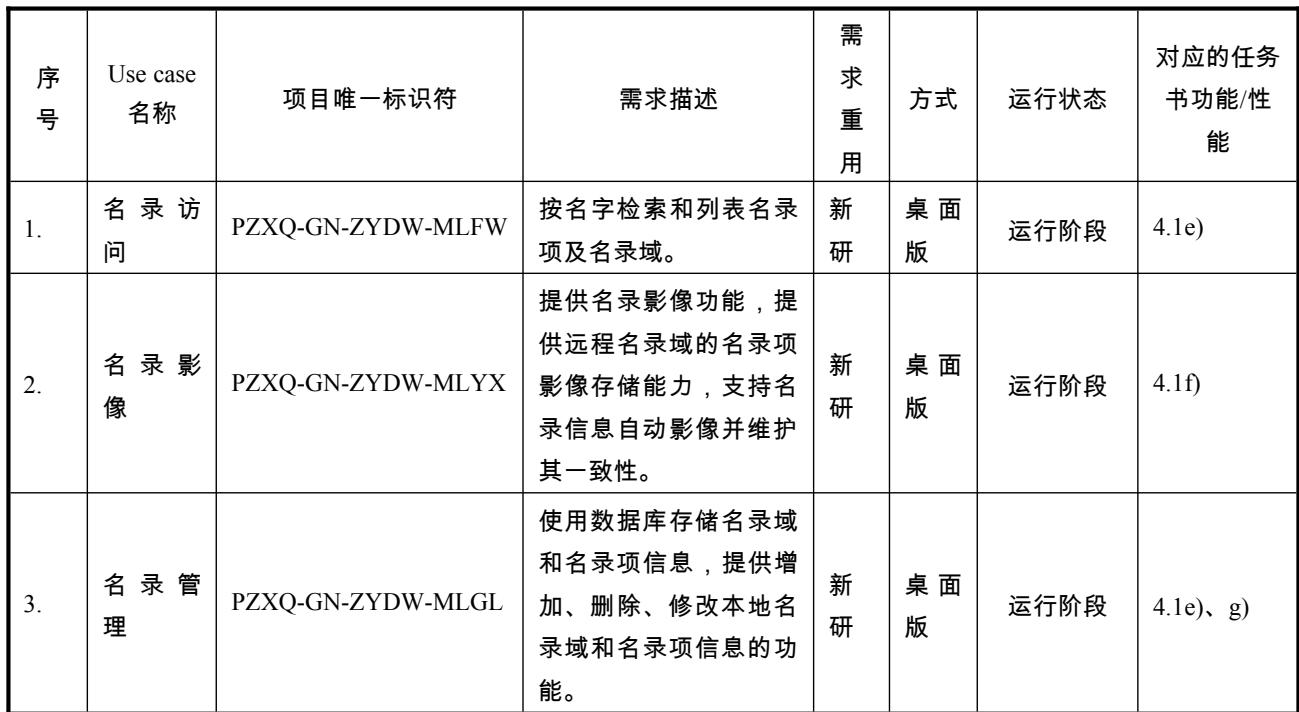 序号
Use case 名称
项目唯一标识符
需求描述
需求重用
方式
运行状态
对应的任务书功能/性能
1.
名录访问
PZXQ-GN-ZYDW-MLFW
按名字检索和列表名录
项及名录域。
新研
桌面版
运行阶段
4.1e)
2.
名录影像
PZXQ-GN-ZYDW-MLYX
提供名录影像功能，提
供远程名录域的名录项
影像存储能力，支持名
录信息自动影像并维护
其一致性。
新研
桌面版
运行阶段
4.1f)
3.
名录管理
PZXQ-GN-ZYDW-MLGL
使用数据库存储名录域
和名录项信息，提供增
加、删除、修改本地名
录域和名录项信息的功
能。
新研
桌面版
运行阶段
4.1e)、g)